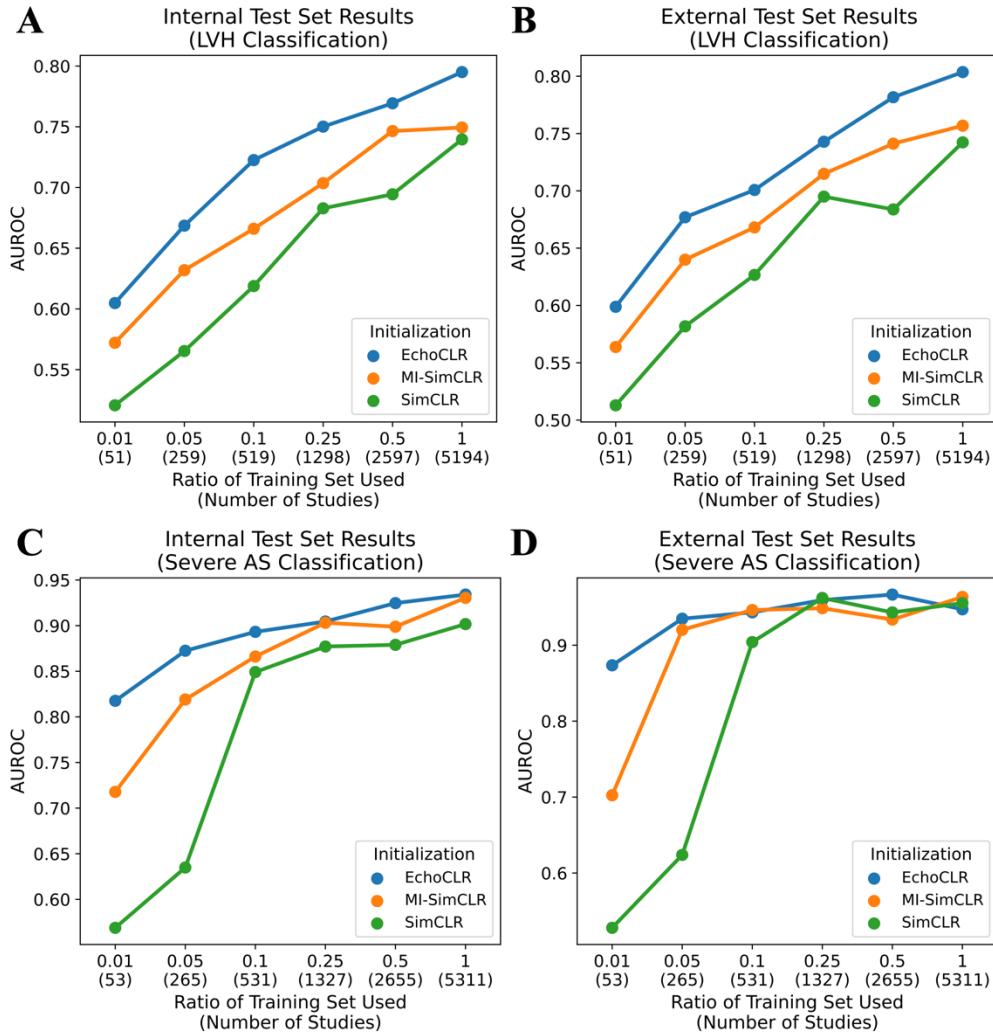 A
Internal Test Set Results
(LVH Classification)
0.80
0.75
0.70
0.65
0.60
0.55
AUROC
Initialization
EchoCLR
MI-SimCLR
SimCLR
0.01 0.05 0.1 0.25 0.5 1
(51) (259) (519) (1298) (2597) (5194)
Ratio of Training Set Used
(Number of Studies)
B
External Test Set Results
(LVH Classification)
0.80
0.75
0.70
0.65
0.60
0.55
0.50
AUROC
Initialization
EchoCLR
MI-SimCLR
SimCLR
0.01 0.05 0.1 0.25 0.5 1
(51) (259) (519) (1298) (2597) (5194)
Ratio of Training Set Used
(Number of Studies)
C
Internal Test Set Results
(Severe AS Classification)
0.95
0.90
0.85
0.80
0.75
0.70
0.65
0.60
AUROC
Initialization
EchoCLR
MI-SimCLR
SimCLR
0.01 0.05 0.1 0.25 0.5 1
(53) (265) (531) (1327) (2655) (5311)
Ratio of Training Set Used
(Number of Studies)
D
External Test Set Results
(Severe AS Classification)
0.9
0.8
0.7
0.6
AUROC
Initialization
EchoCLR
MI-SimCLR
SimCLR
0.01 0.05 0.1 0.25 0.5 1
(53) (265) (531) (1327) (2655) (5311)
Ratio of Training Set Used
(Number of Studies)